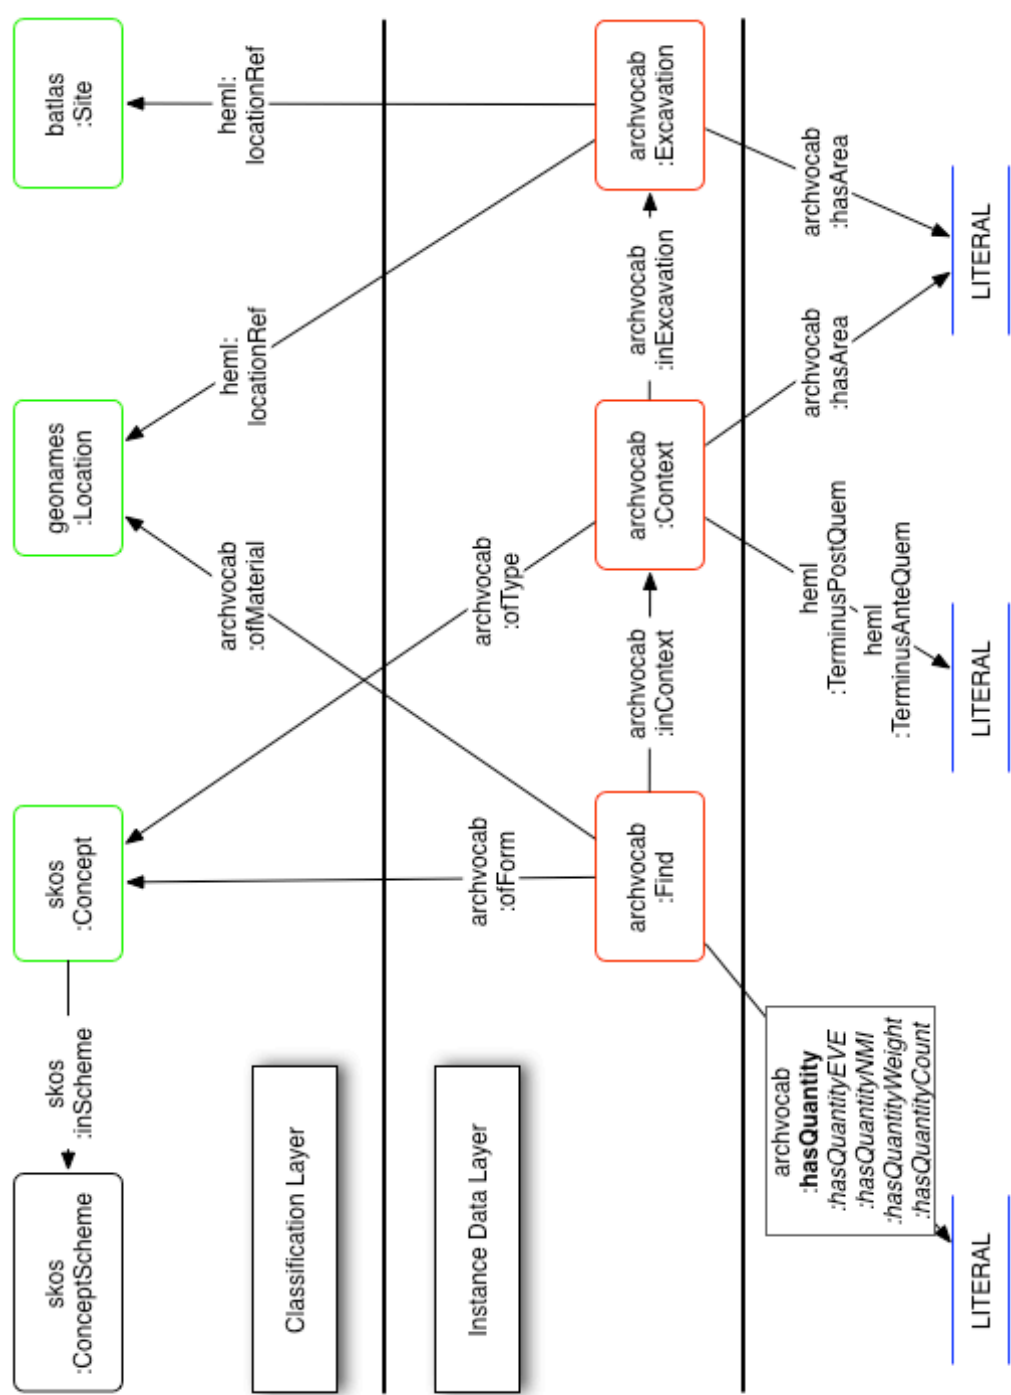 skos
:ConceptScheme
skos
:inScheme
skos
:Concept
geonames
:Location
batlas
:Site
Classification Layer
archvocab
:ofMaterial
heml:
locationRef
heml:
locationRef
Instance Data Layer
archvocab
:ofForm
archvocab
:ofType
archvocab
:Find
archvocab
:inContext
archvocab
:Context
archvocab
:inExcavation
archvocab
:Excavation
archvocab
:hasQuantity
:hasQuantityEVE
:hasQuantityNMI
:hasQuantityWeight
:hasQuantityCount
heml
:TerminusPostQuem
heml
:TerminusAnteQuem
archvocab
:hasArea
archvocab
:hasArea
LITERAL
LITERAL
LITERAL